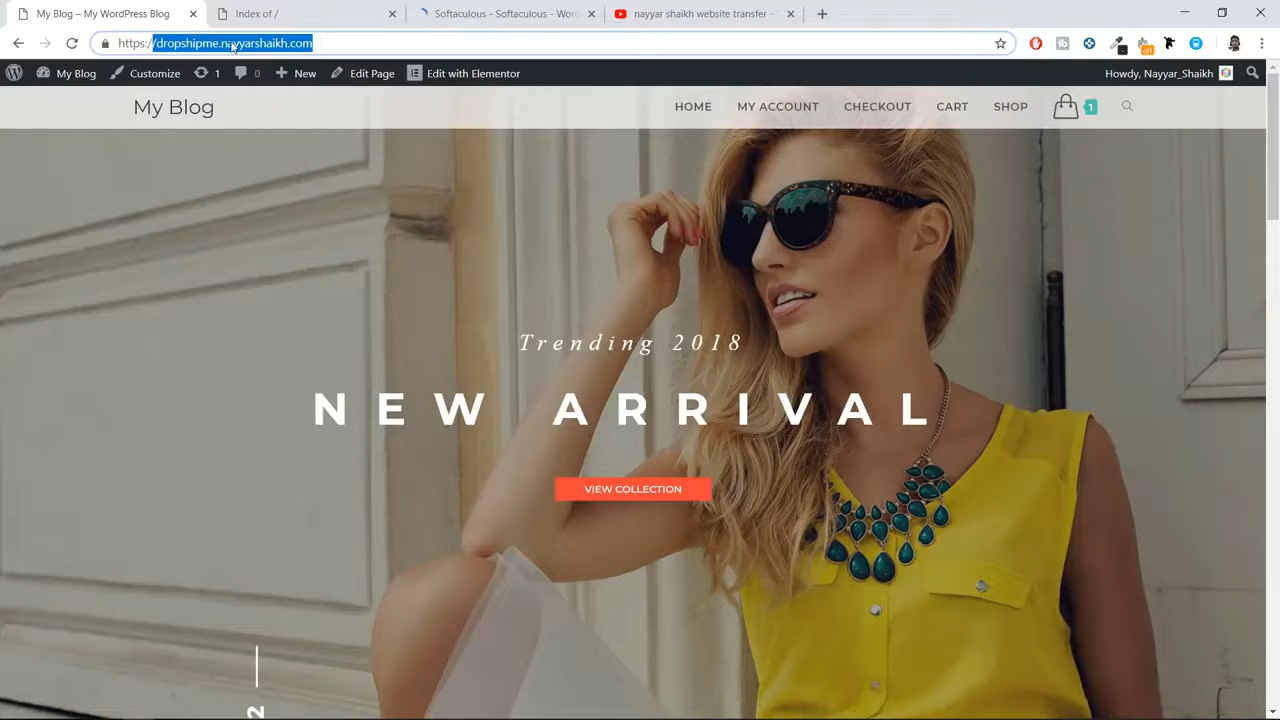 My Blog – My WordPress Blog
Index of /
Softaculous - Softaculous - Wor
nayyar shaikh website transfer -
https://dropshipme.nayyarshaikh.com
My Blog
Customize
1
0
New
Edit Page
Edit with Elementor
Howdy, Nayyar_Shaikh
My Blog
HOME
MY ACCOUNT
CHECKOUT
CART
SHOP
1
Trending 2018
NEW ARRIVAL
VIEW COLLECTION
2